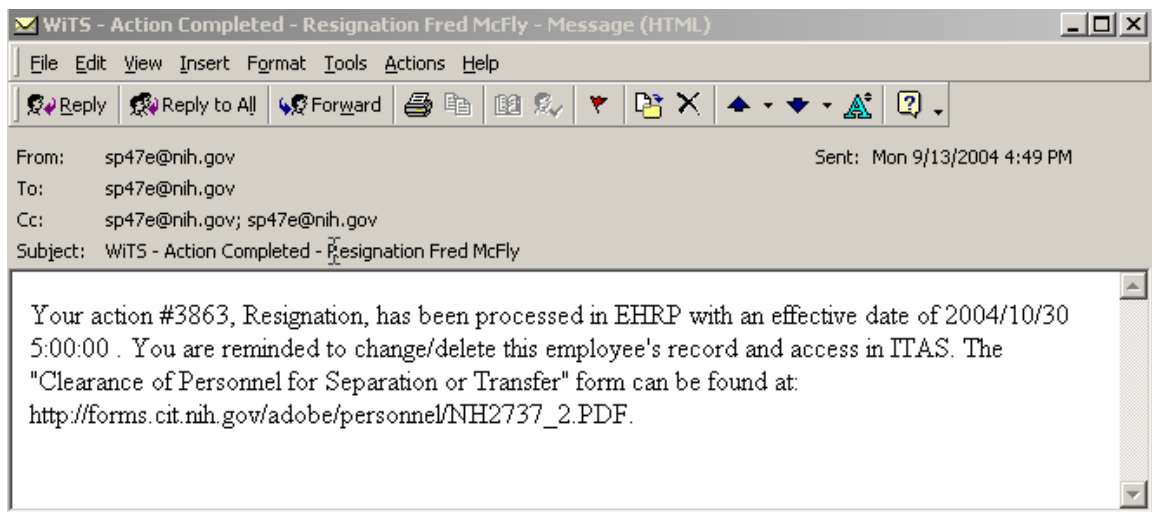 WiTS - Action Completed - Resignation Fred McFly - Message (HTML)
File Edit View Insert Format Tools Actions Help
Reply Reply to All Forward
From: sp47e@nih.gov Sent: Mon 9/13/2004 4:49 PM
To: sp47e@nih.gov
Cc: sp47e@nih.gov; sp47e@nih.gov
Subject: WiTS - Action Completed - Resignation Fred McFly
Your action #3863, Resignation, has been processed in EHRP with an effective date of 2004/10/30
5:00:00 . You are reminded to change/delete this employee's record and access in ITAS. The
"Clearance of Personnel for Separation or Transfer" form can be found at:
http://forms.cit.nih.gov/adobe/personnel/NH2737_2.PDF.